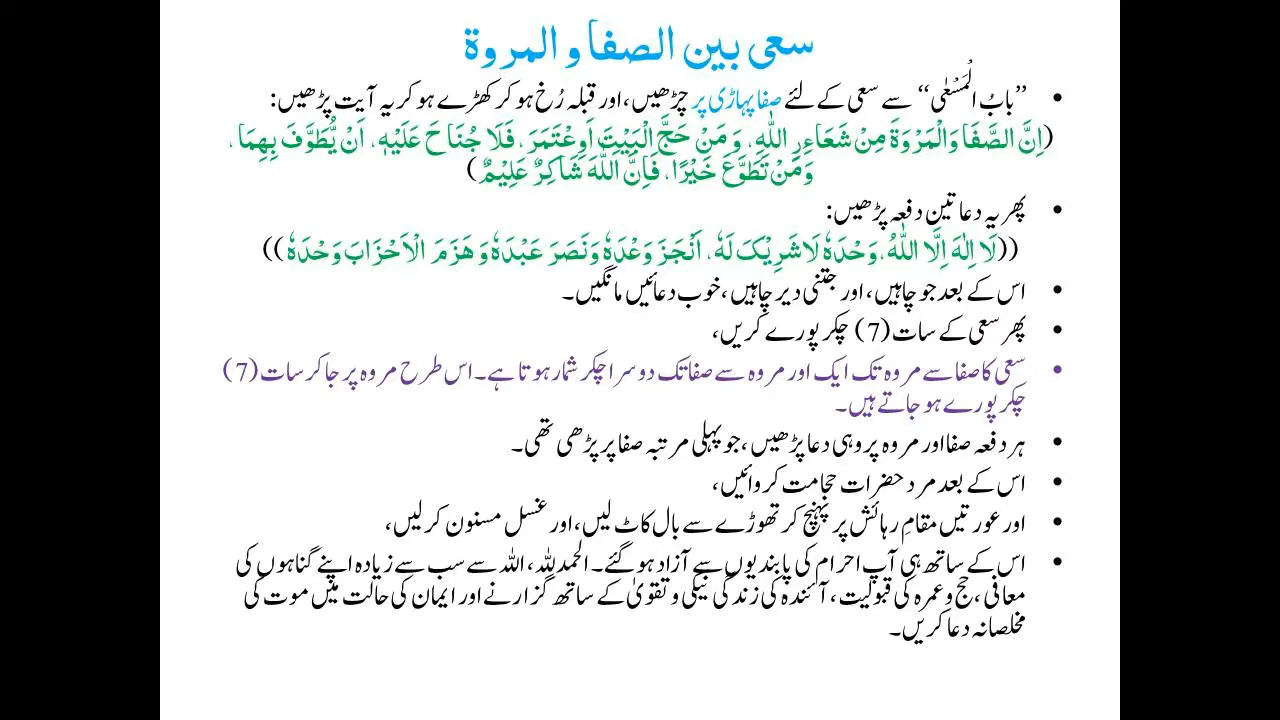 سعی بین الصفا و المروۃ
• ”بابُ الْمَسْعٰی“ سے سعی کے لئے صفا پہاڑی پر چڑھیں، اور قبلہ رُخ ہو کر کھڑے ہو کر یہ آیت پڑھیں:
(اِنَّ الصَّفَا وَالْمَرْوَۃَ مِنْ شَعَاءِرِ اللّٰہِ، وَ مَنْ حَجَّ الْبَیْتَ اَوِعْتَمَرَ، فَلَا جُنَاحَ عَلَیْہِ، اَنْ یُّطَوَّفَ بِھِمَا،
وَمَنْ تَطَوَّعَ خَیْرًا، فَاِنَّ اللّٰہَ شَاکِرٌ عَلِیْمٌ)
• پھر یہ دعا تین دفعہ پڑھیں:
((لَا اِلٰہَ اِلَّا اللّٰہُ، وَحْدَہٗ لَا شَرِیْکَ لَہٗ، اَنْجَزَ وَعْدَہٗ وَنَصَرَ عَبْدَہٗ وَ ھَزَمَ الْاَحْزَابَ وَحْدَہٗ))
• اس کے بعد جو چاہیں، اور جتنی دیر چاہیں، خوب دعائیں مانگیں۔
• پھر سعی کے سات (7) چکر پورے کریں،
• سعی کا صفا سے مروہ تک ایک اور مروہ سے صفا تک دوسرا چکر شمار ہوتا ہے۔ اس طرح مروہ پر جا کر سات (7)
چکر پورے ہو جاتے ہیں۔
• ہر دفعہ صفا اور مروہ پر وہی دعا پڑھیں، جو پہلی مرتبہ صفا پر پڑھی تھی۔
• اس کے بعد مرد حضرات حجامت کروائیں،
• اور عورتیں مقامِ رہائش پر پہنچ کر تھوڑے سے بال کاٹ لیں، اور غسل مسنون کر لیں،
• اس کے ساتھ ہی آپ احرام کی پابندیوں سے آزاد ہو گئے۔ الحمدللہ، اللہ سے سب سے زیادہ اپنے گناہوں کی
معافی، حج و عمرہ کی قبولیت، آئندہ کی زندگی نیکی و تقویٰ کے ساتھ گزارنے اور ایمان کی حالت میں موت کی
مخلصانہ دعا کریں۔